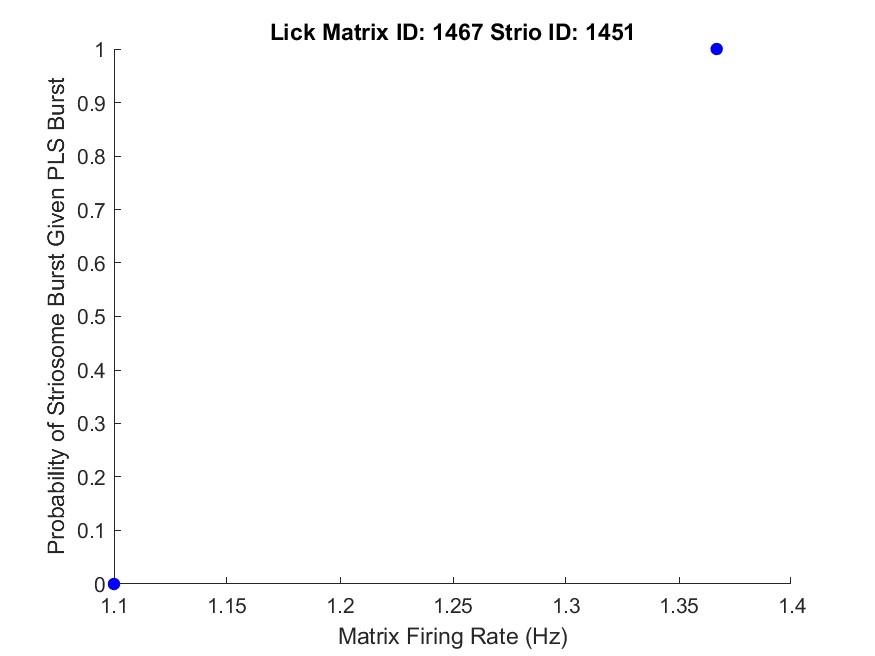 Lick Matrix ID: 1467 Strio ID: 1451
Probability of Striosome Burst Given PLS Burst
1
0.9
0.8
0.7
0.6
0.5
0.4
0.3
0.2
0.1
0
1.1 1.15 1.2 1.25 1.3 1.35 1.4
Matrix Firing Rate (Hz)